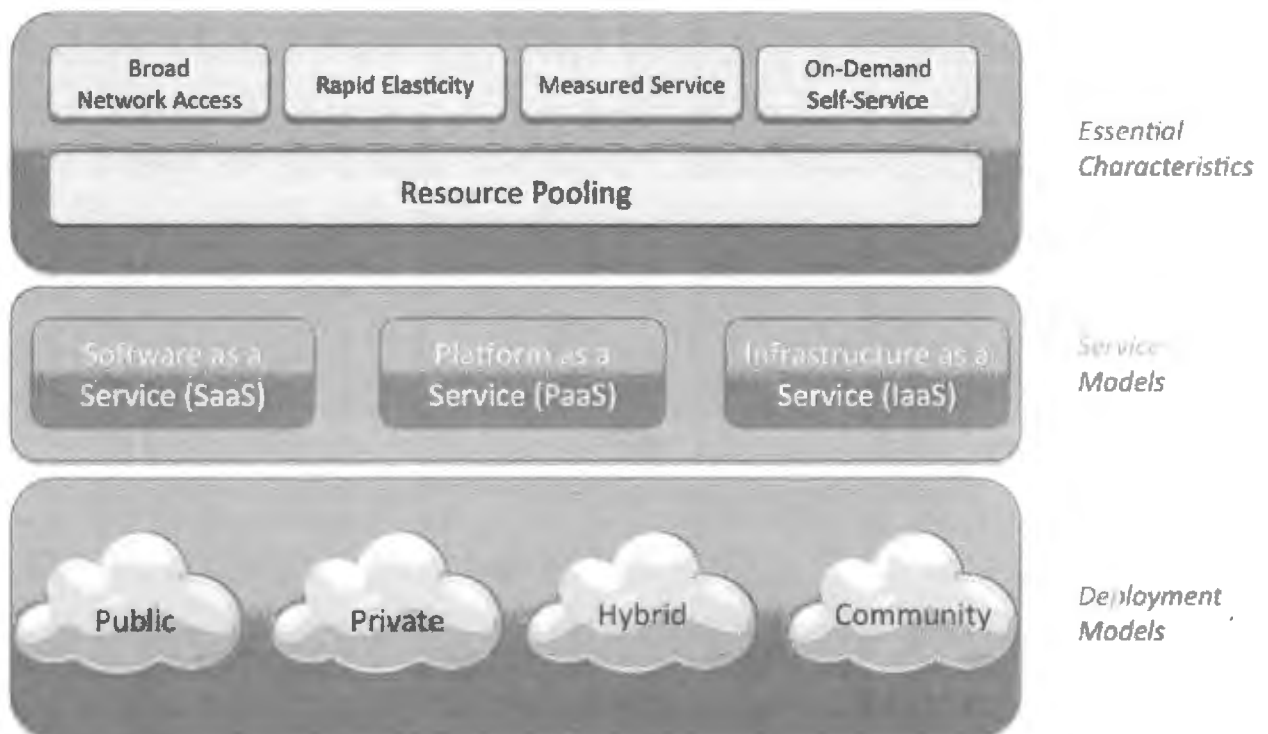 Broad
Network Access
Rapid Elasticity
Measured Service
On-Demand
Self-Service
Resource Pooling
Essential
Characteristics
Software as a
Service (SaaS)
Platform as a
Service (PaaS)
Infrastructure as a
Service (IaaS)
Service
Models
Public
Private
Hybrid
Community
Deployment
Models